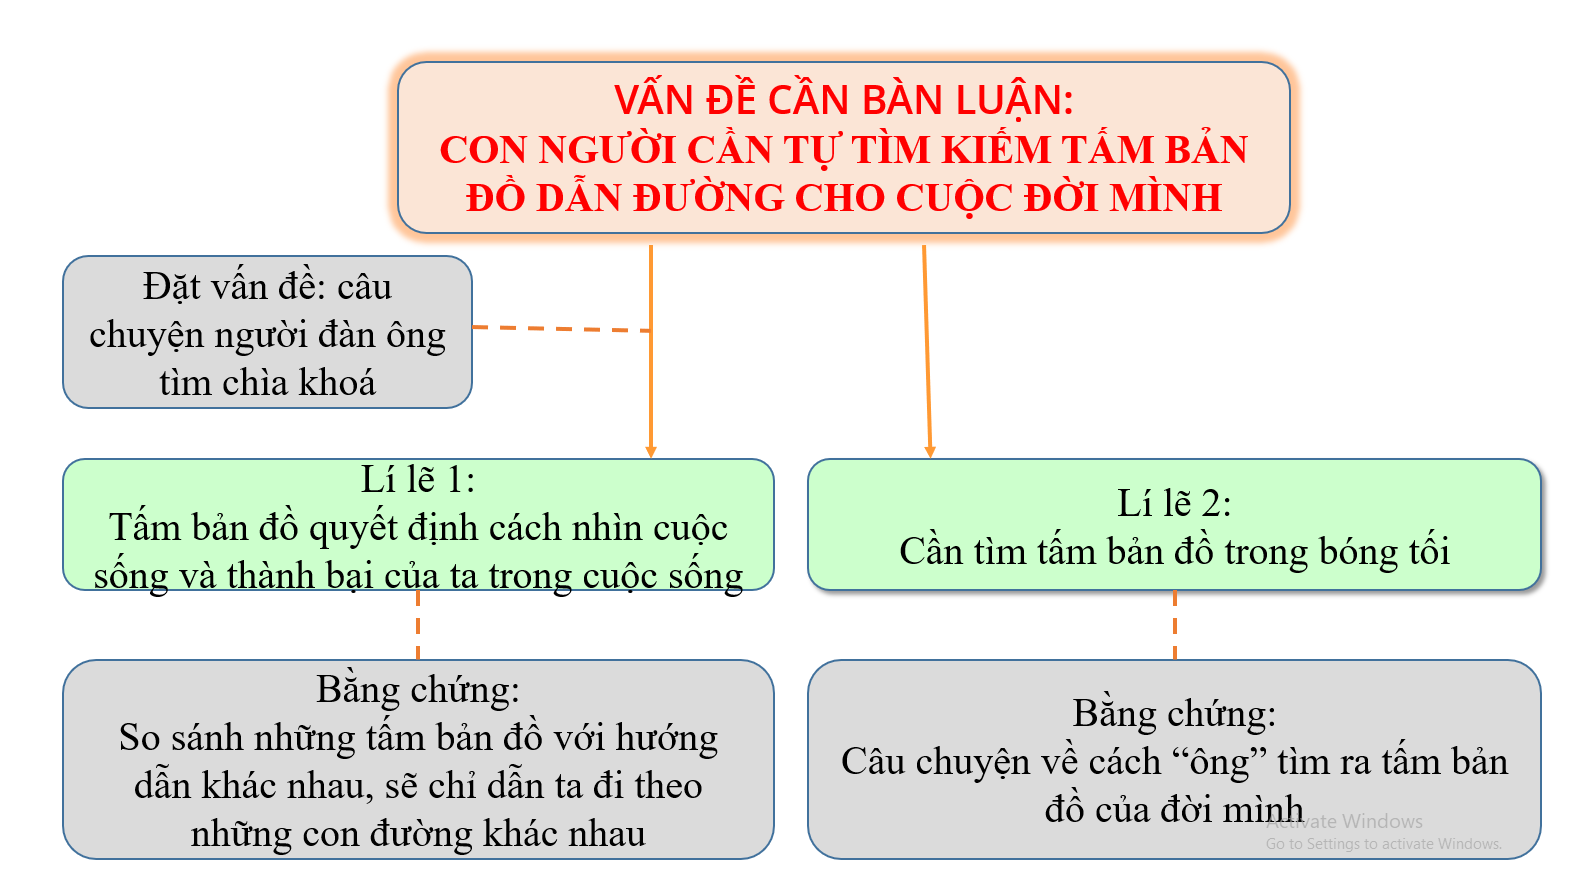 VẤN ĐỀ CẦN BÀN LUẬN:
CON NGƯỜI CẦN TỰ TÌM KIẾM TẤM BẢN
ĐỒ DẪN ĐƯỜNG CHO CUỘC ĐỜI MÌNH
Đặt vấn đề: câu
chuyện người đàn ông
tìm chìa khoá
Lí lẽ 1:
Tấm bản đồ quyết định cách nhìn cuộc
sống và thành bại của ta trong cuộc sống
Lí lẽ 2:
Cần tìm tấm bản đồ trong bóng tối
Bằng chứng:
So sánh những tấm bản đồ với hướng
dẫn khác nhau, sẽ chỉ dẫn ta đi theo
những con đường khác nhau
Bằng chứng:
Câu chuyện về cách “ông” tìm ra tấm bản
đồ của đời mình
Activate Windows
Go to Settings to activate Windows.